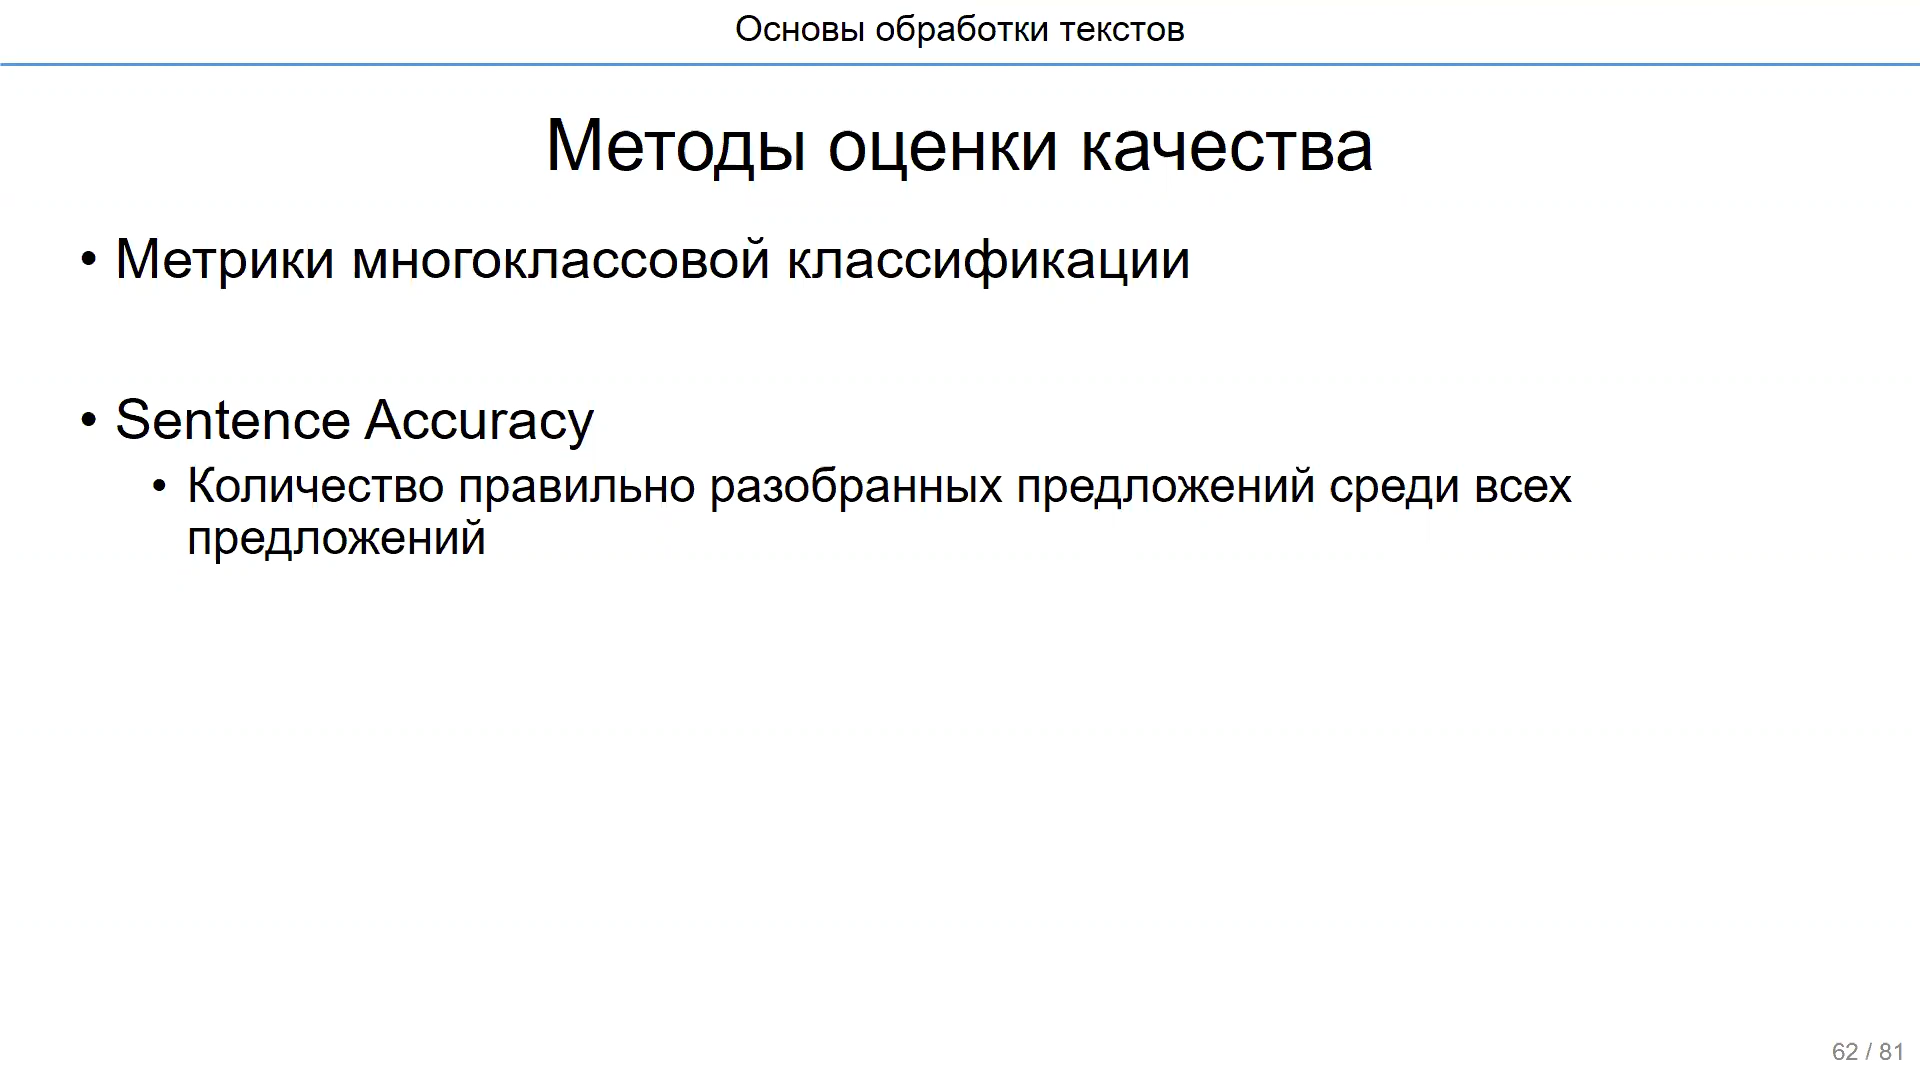 Основы обработки текстов
Методы оценки качества
• Метрики многоклассовой классификации
• Sentence Accuracy
• Количество правильно разобранных предложений среди всех
предложений
62 / 81